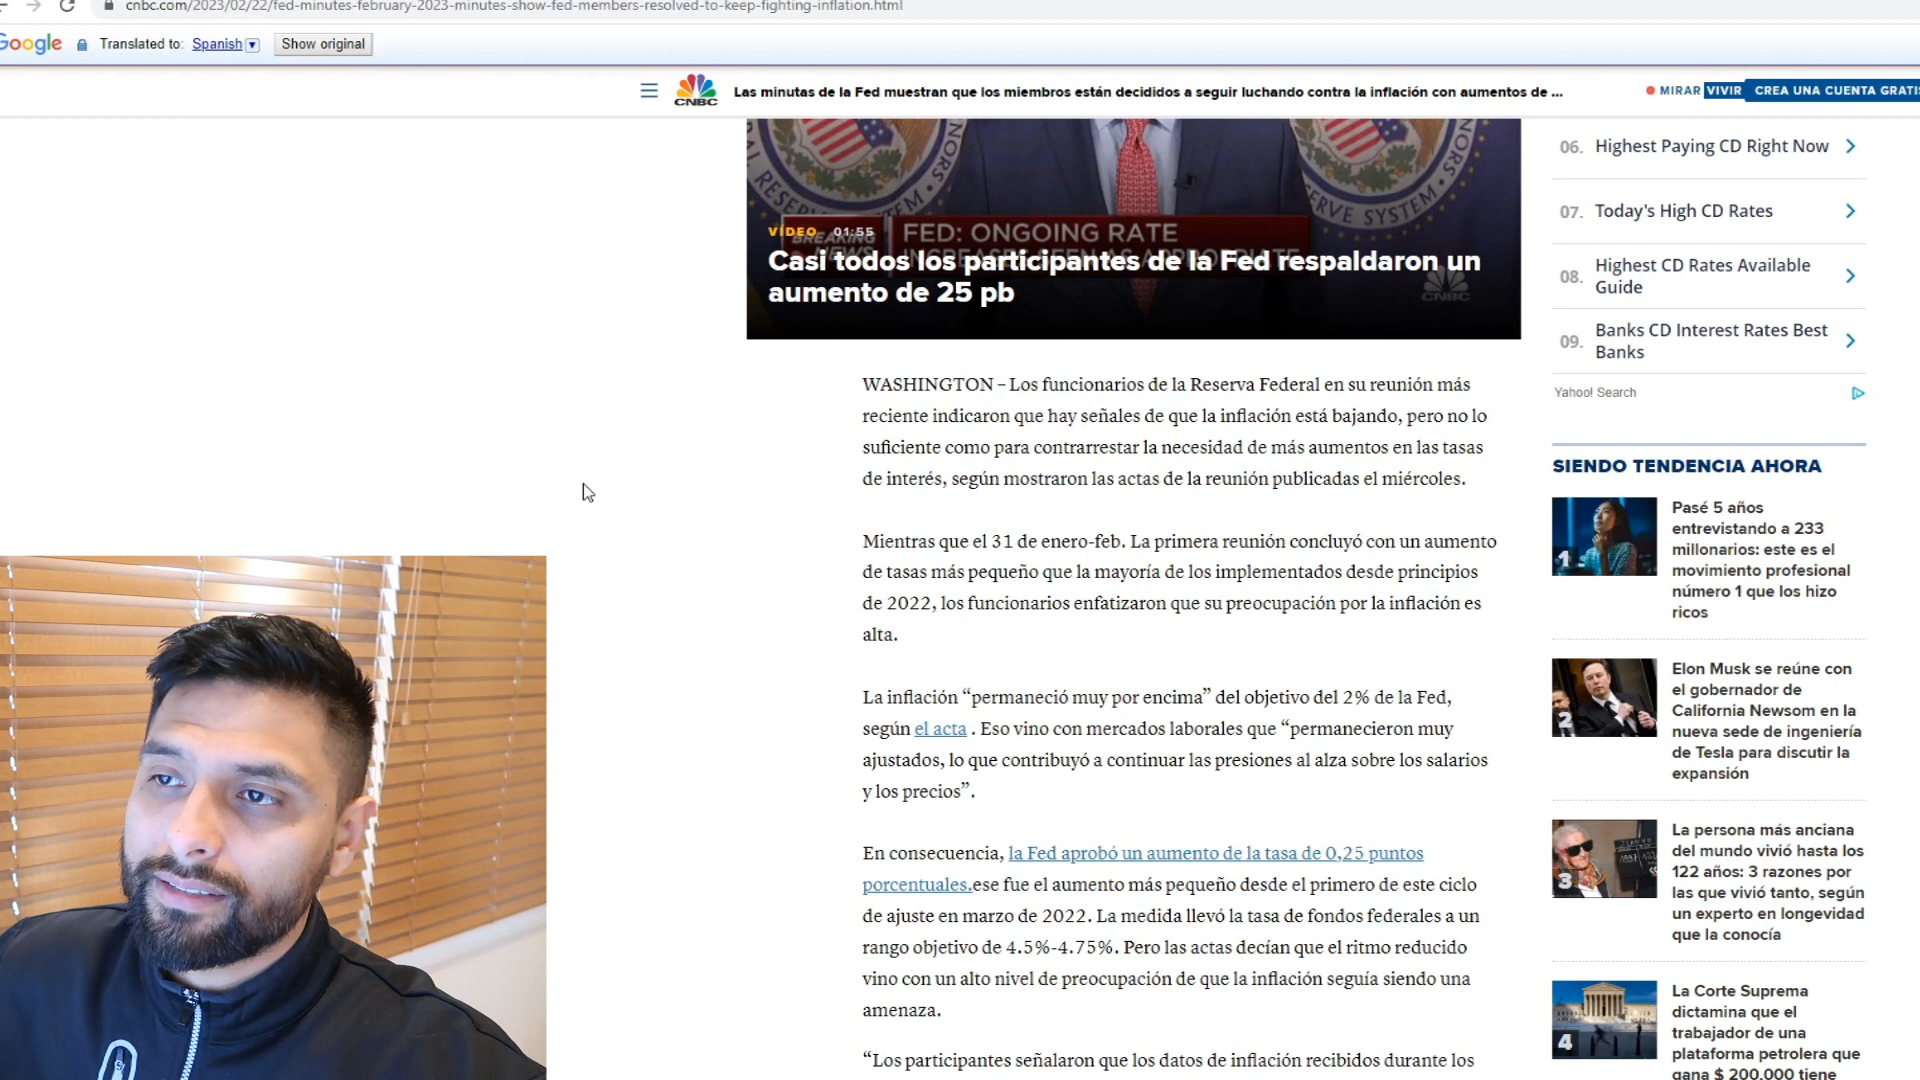 cnbc.com/2023/02/22/fed-minutes-february-2023-minutes-show-fed-members-resolved-to-keep-fighting-inflation.html
Google Translated to: Spanish Show original
CNBC Las minutas de la Fed muestran que los miembros están decididos a seguir luchando contra la inflación con aumentos de ... MIRAR VIVIR CREA UNA CUENTA GRATIS
VÍDEO 01:55
BREAKING NEWS
FED: ONGOING RATE
INCREASES SEEN AS APPROPRIATE
Casi todos los participantes de la Fed respaldaron un
aumento de 25 pb
CNBC
WASHINGTON – Los funcionarios de la Reserva Federal en su reunión más
reciente indicaron que hay señales de que la inflación está bajando, pero no lo
suficiente como para contrarrestar la necesidad de más aumentos en las tasas
de interés, según mostraron las actas de la reunión publicadas el miércoles.
Mientras que el 31 de enero-feb. La primera reunión concluyó con un aumento
de tasas más pequeño que la mayoría de los implementados desde principios
de 2022, los funcionarios enfatizaron que su preocupación por la inflación es
alta.
La inflación “permaneció muy por encima” del objetivo del 2% de la Fed,
según el acta . Eso vino con mercados laborales que “permanecieron muy
ajustados, lo que contribuyó a continuar las presiones al alza sobre los salarios
y los precios”.
En consecuencia, la Fed aprobó un aumento de la tasa de 0,25 puntos
porcentuales.ese fue el aumento más pequeño desde el primero de este ciclo
de ajuste en marzo de 2022. La medida llevó la tasa de fondos federales a un
rango objetivo de 4.5%-4.75%. Pero las actas decían que el ritmo reducido
vino con un alto nivel de preocupación de que la inflación seguía siendo una
amenaza.
“Los participantes señalaron que los datos de inflación recibidos durante los
06. Highest Paying CD Right Now
07. Today's High CD Rates
08. Highest CD Rates Available
Guide
09. Banks CD Interest Rates Best
Banks
Yahoo! Search
SIENDO TENDENCIA AHORA
1
Pasé 5 años
entrevistando a 233
millonarios: este es el
movimiento profesional
número 1 que los hizo
ricos
2
Elon Musk se reúne con
el gobernador de
California Newsom en la
nueva sede de ingeniería
de Tesla para discutir la
expansión
3
La persona más anciana
del mundo vivió hasta los
122 años: 3 razones por
las que vivió tanto, según
un experto en longevidad
que la conocía
4
La Corte Suprema
dictamina que el
trabajador de una
plataforma petrolera que
gana $ 200.000 tiene